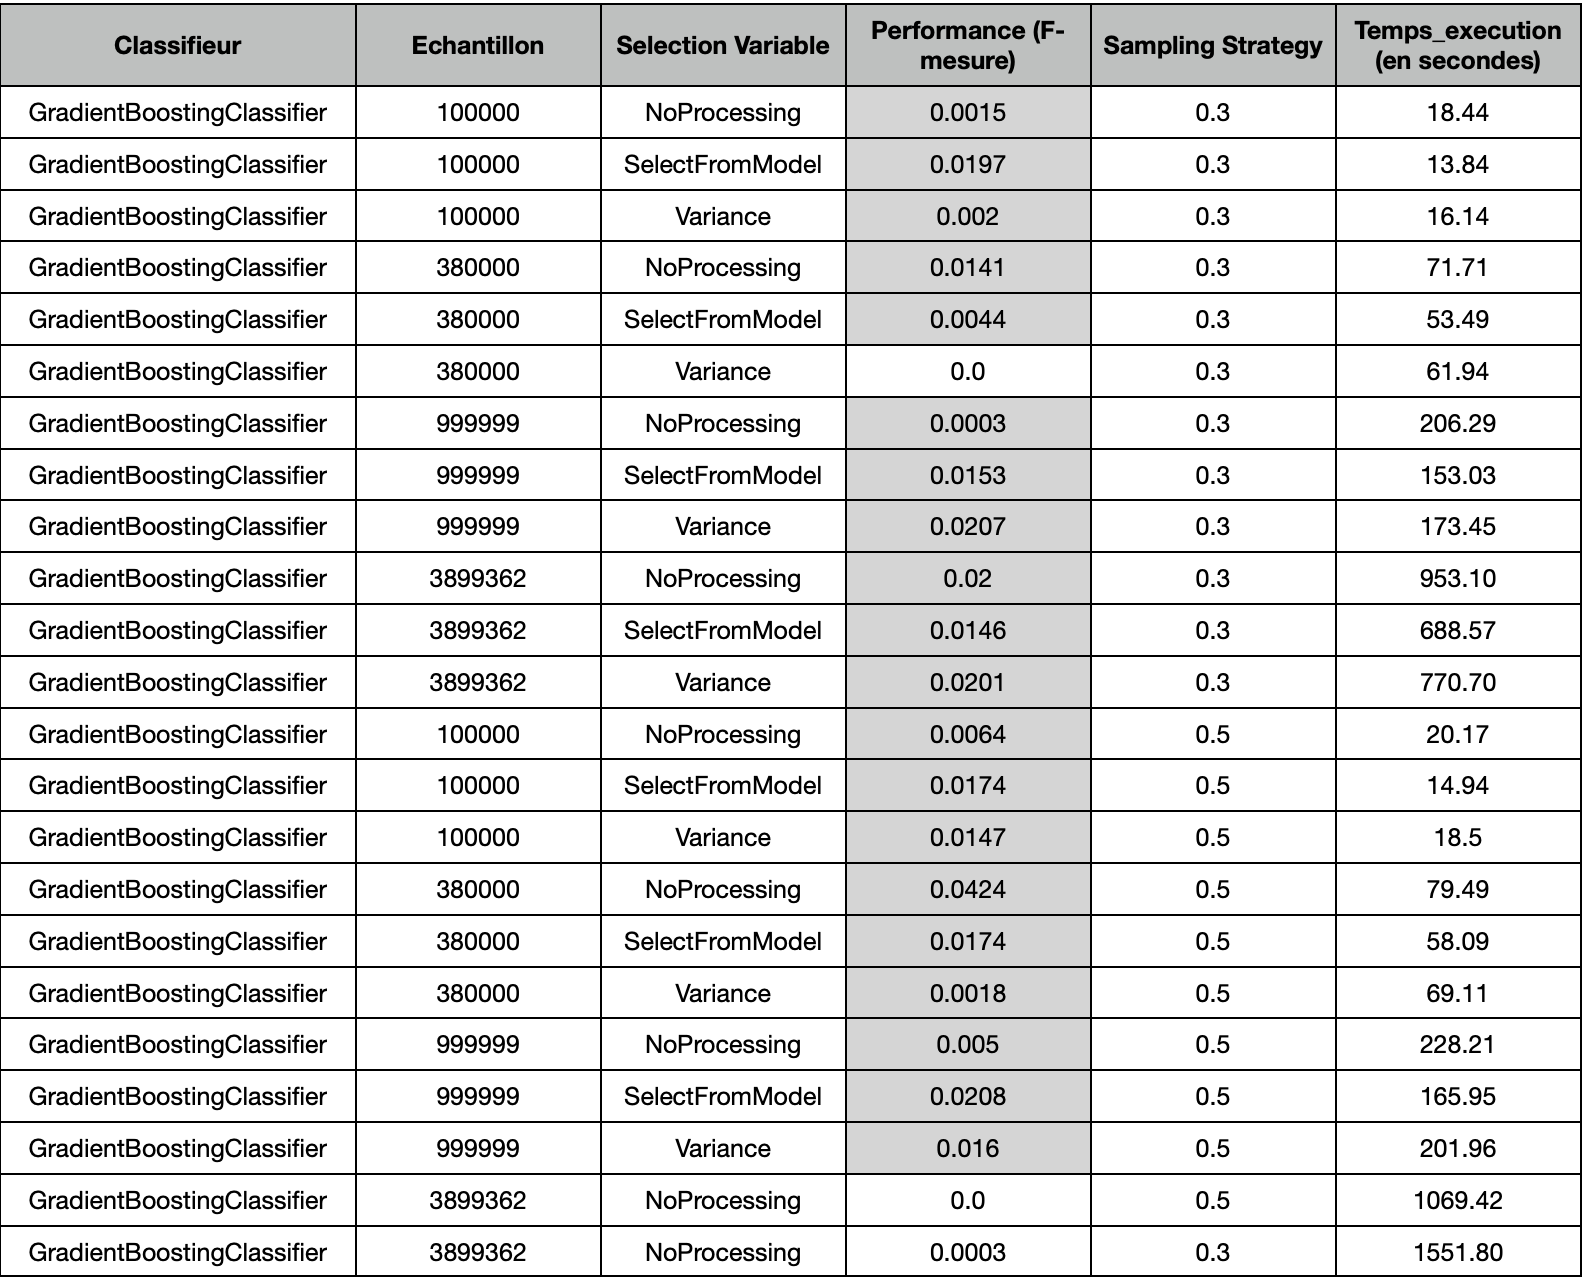 Classifieur Echantillon Selection Variable Performance (F-mesure) Sampling Strategy Temps_execution (en secondes)
GradientBoostingClassifier 100000 NoProcessing 0.0015 0.3 18.44
GradientBoostingClassifier 100000 SelectFromModel 0.0197 0.3 13.84
GradientBoostingClassifier 100000 Variance 0.002 0.3 16.14
GradientBoostingClassifier 380000 NoProcessing 0.0141 0.3 71.71
GradientBoostingClassifier 380000 SelectFromModel 0.0044 0.3 53.49
GradientBoostingClassifier 380000 Variance 0.0 0.3 61.94
GradientBoostingClassifier 999999 NoProcessing 0.0003 0.3 206.29
GradientBoostingClassifier 999999 SelectFromModel 0.0153 0.3 153.03
GradientBoostingClassifier 999999 Variance 0.0207 0.3 173.45
GradientBoostingClassifier 3899362 NoProcessing 0.02 0.3 953.10
GradientBoostingClassifier 3899362 SelectFromModel 0.0146 0.3 688.57
GradientBoostingClassifier 3899362 Variance 0.0201 0.3 770.70
GradientBoostingClassifier 100000 NoProcessing 0.0064 0.5 20.17
GradientBoostingClassifier 100000 SelectFromModel 0.0174 0.5 14.94
GradientBoostingClassifier 100000 Variance 0.0147 0.5 18.5
GradientBoostingClassifier 380000 NoProcessing 0.0424 0.5 79.49
GradientBoostingClassifier 380000 SelectFromModel 0.0174 0.5 58.09
GradientBoostingClassifier 380000 Variance 0.0018 0.5 69.11
GradientBoostingClassifier 999999 NoProcessing 0.005 0.5 228.21
GradientBoostingClassifier 999999 SelectFromModel 0.0208 0.5 165.95
GradientBoostingClassifier 999999 Variance 0.016 0.5 201.96
GradientBoostingClassifier 3899362 NoProcessing 0.0 0.5 1069.42
GradientBoostingClassifier 3899362 NoProcessing 0.0003 0.3 1551.80